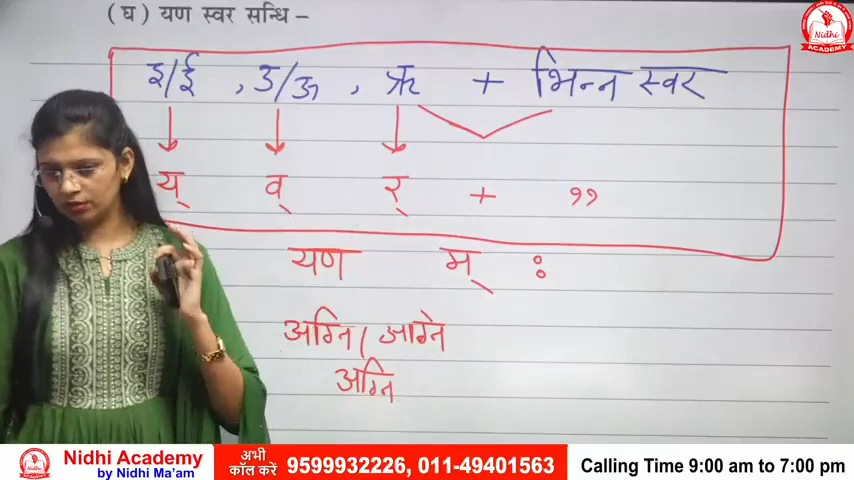 (घ) यण स्वर सन्धि –
इ/ई , उ/ऊ , ऋ + भिन्न स्वर
य् व् र् + ,,
यण म् :
अग्नि / आग्ने
अग्नि
Nidhi
ACADEMY
Nidhi Academy
by Nidhi Ma'am
अभी
कॉल करें
9599932226, 011-49401563
Calling Time 9:00 am to 7:00 pm